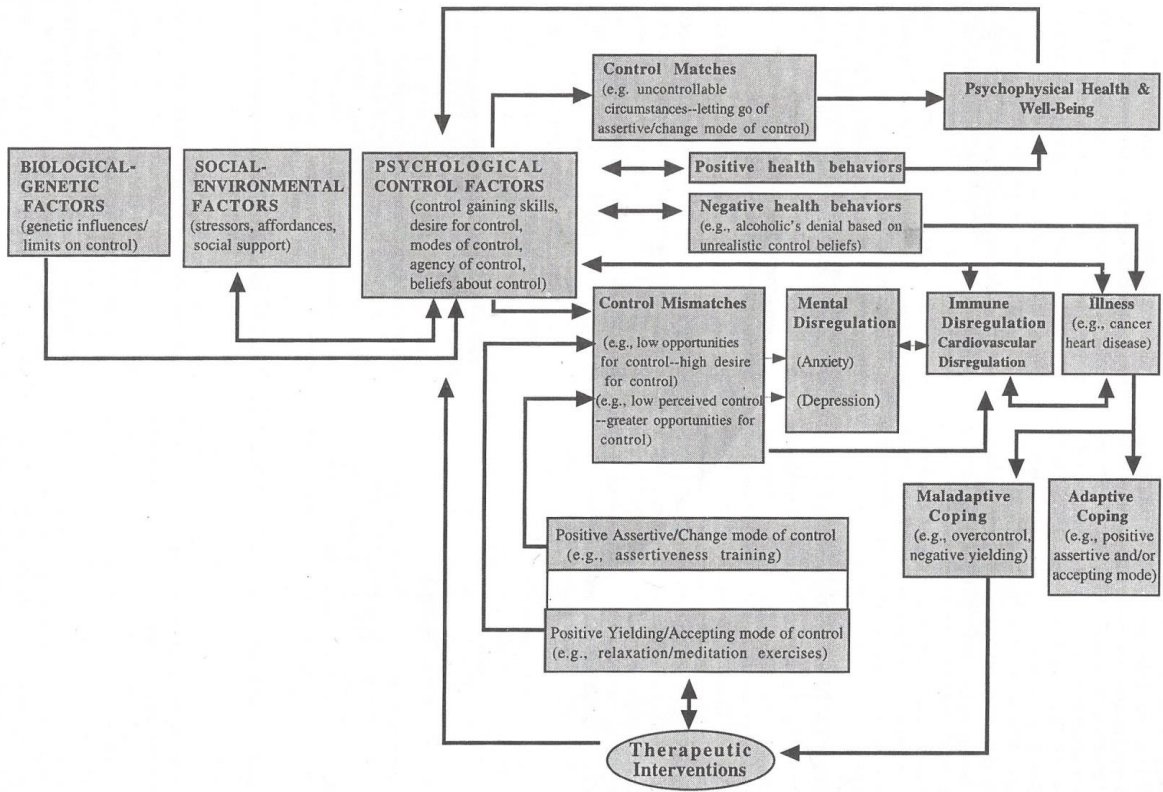 Control Matches
(e.g. uncontrollable
circumstances--letting go of
assertive/change mode of control)
Psychophysical Health &
Well-Being
BIOLOGICAL-
GENETIC
FACTORS
(genetic influences/
limits on control)
SOCIAL-
ENVIRONMENTAL
FACTORS
(stressors, affordances,
social support)
PSYCHOLOGICAL
CONTROL FACTORS
(control gaining skills,
desire for control,
modes of control,
agency of control,
beliefs about control)
Positive health behaviors
Negative health behaviors
(e.g., alcoholic's denial based on
unrealistic control beliefs)
Control Mismatches
(e.g., low opportunities
for control--high desire
for control)
(e.g., low perceived control
--greater opportunities for
control)
Mental
Disregulation
(Anxiety)
(Depression)
Immune
Disregulation
Cardiovascular
Disregulation
Illness
(e.g., cancer
heart disease)
Maladaptive
Coping
(e.g., overcontrol,
negative yielding)
Adaptive
Coping
(e.g., positive
assertive and/or
accepting mode)
Positive Assertive/Change mode of control
(e.g., assertiveness training)
Positive Yielding/Accepting mode of control
(e.g., relaxation/meditation exercises)
Therapeutic
Interventions